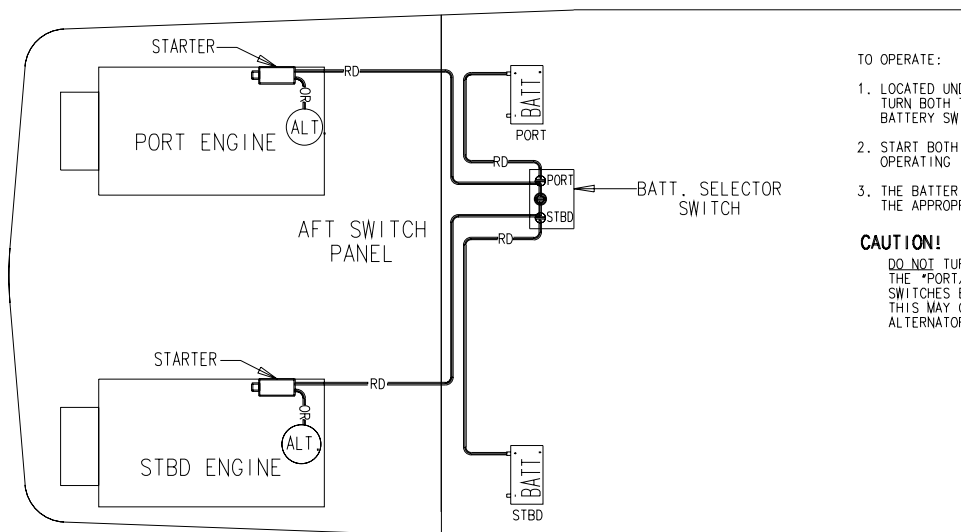 STARTER
RD
OR
ALT.
PORT ENGINE
BATT
PORT
RD
PORT
STBD
BATT. SELECTOR
SWITCH
AFT SWITCH
PANEL
RD
STARTER
RD
OR
ALT.
STBD ENGINE
BATT
STBD
TO OPERATE:
1. LOCATED
TURN BOTH
BATTERY
2. START BOTH
OPERATING
3. THE
THE
CAUTION!
DO NOT
THE "PORT/
SWITCHES
THIS MAY